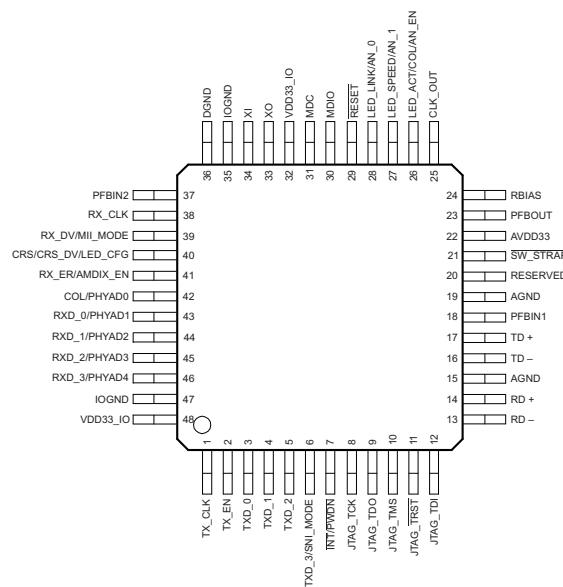 DGND
IOGND
XI
XO
VDD33_IO
MDC
MDIO
RESET
LED_LINK/AN_0
LED_SPEED/AN_1
LED_ACT/COL/AN_EN
CLK_OUT
36
35
34
33
32
31
30
29
28
27
26
25
PFBIN2 37
RX_CLK 38
RX_DV/MII_MODE 39
CRS/CRS_DV/LED_CFG 40
RX_ER/AMDIX_EN 41
COL/PHYAD0 42
RXD_0/PHYAD1 43
RXD_1/PHYAD2 44
RXD_2/PHYAD3 45
RXD_3/PHYAD4 46
IOGND 47
VDD33_IO 48
24 RBIAS
23 PFBOUT
22 AVDD33
21 SW_STRAP
20 RESERVED
19 AGND
18 PFBIN1
17 TD +
16 TD –
15 AGND
14 RD +
13 RD –
1
2
3
4
5
6
7
8
9
10
11
12
TX_CLK
TX_EN
TXD_0
TXD_1
TXD_2
TXD_3/SNI_MODE
INT/PWDN
JTAG_TCK
JTAG_TDO
JTAG_TMS
JTAG_TRST
JTAG_TDI